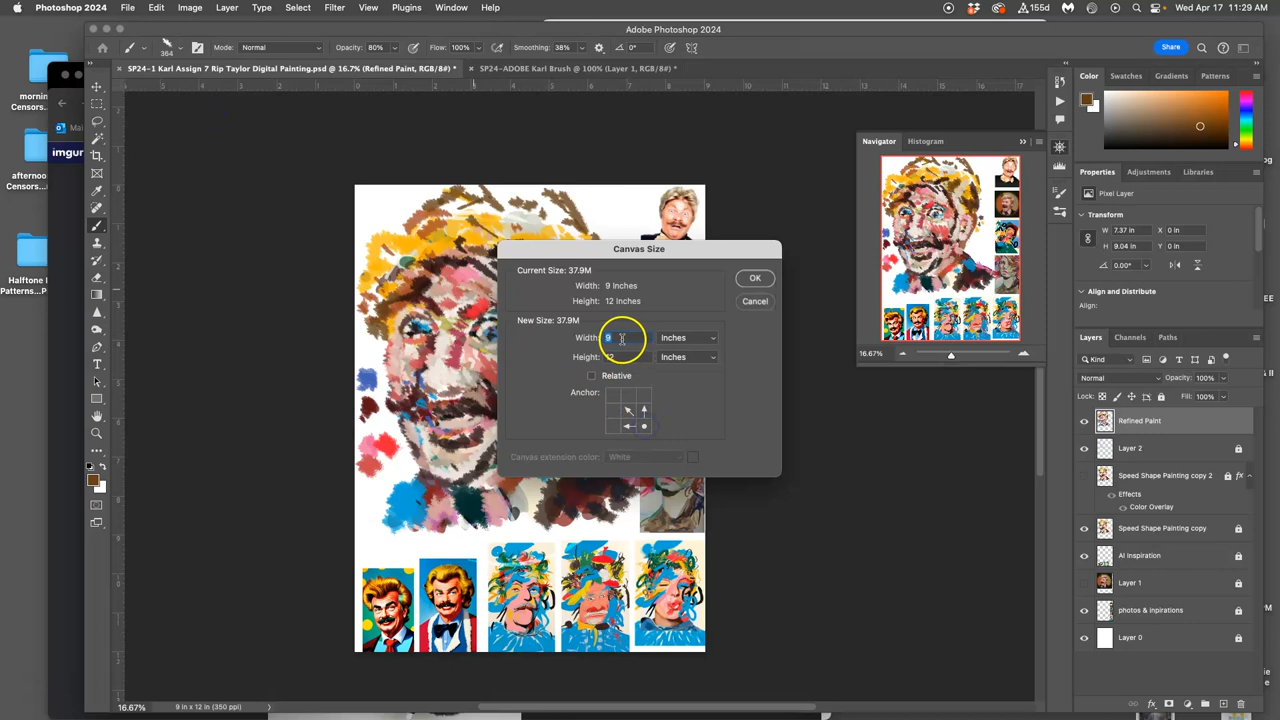 Photoshop 2024 File Edit Image Layer Type Select Filter View Plugins Window Help 155d Wed Apr 17 11:29 AM
Adobe Photoshop 2024
364 Mode: Normal Opacity: 80% Flow: 100% Smoothing: 38% 0° Share
SP24-1 Karl Assign 7 Rip Taylor Digital Painting.psd @ 16.7% (Refined Paint, RGB/8#) * SP24-ADOBE Karl Brush @ 100% (Layer 1, RGB/8#) *
morning
Censors...
afternoon
Censors...
Halftone
Patterns...
imgur
Navigator Histogram
16.67%
Color Swatches Gradients Patterns
Properties Adjustments Libraries
Pixel Layer
Transform
W: 7.37 in X: 0 in
H: 9.04 in Y: 0 in
0.00°
Align and Distribute
Align:
Canvas Size
Current Size: 37.9M
Width: 9 Inches
Height: 12 Inches
New Size: 37.9M
Width: 9 Inches
Height: 12 Inches
Relative
Anchor:
Canvas extension color: White
OK
Cancel
Layers Channels Paths
Kind
Normal Opacity: 100%
Lock: Fill: 100%
Refined Paint
Layer 2
Speed Shape Painting copy 2 fx
Effects
Color Overlay
Speed Shape Painting copy
AI Inspiration
Layer 1
photos & inpirations
Layer 0
16.67% 9 in x 12 in (350 ppi)